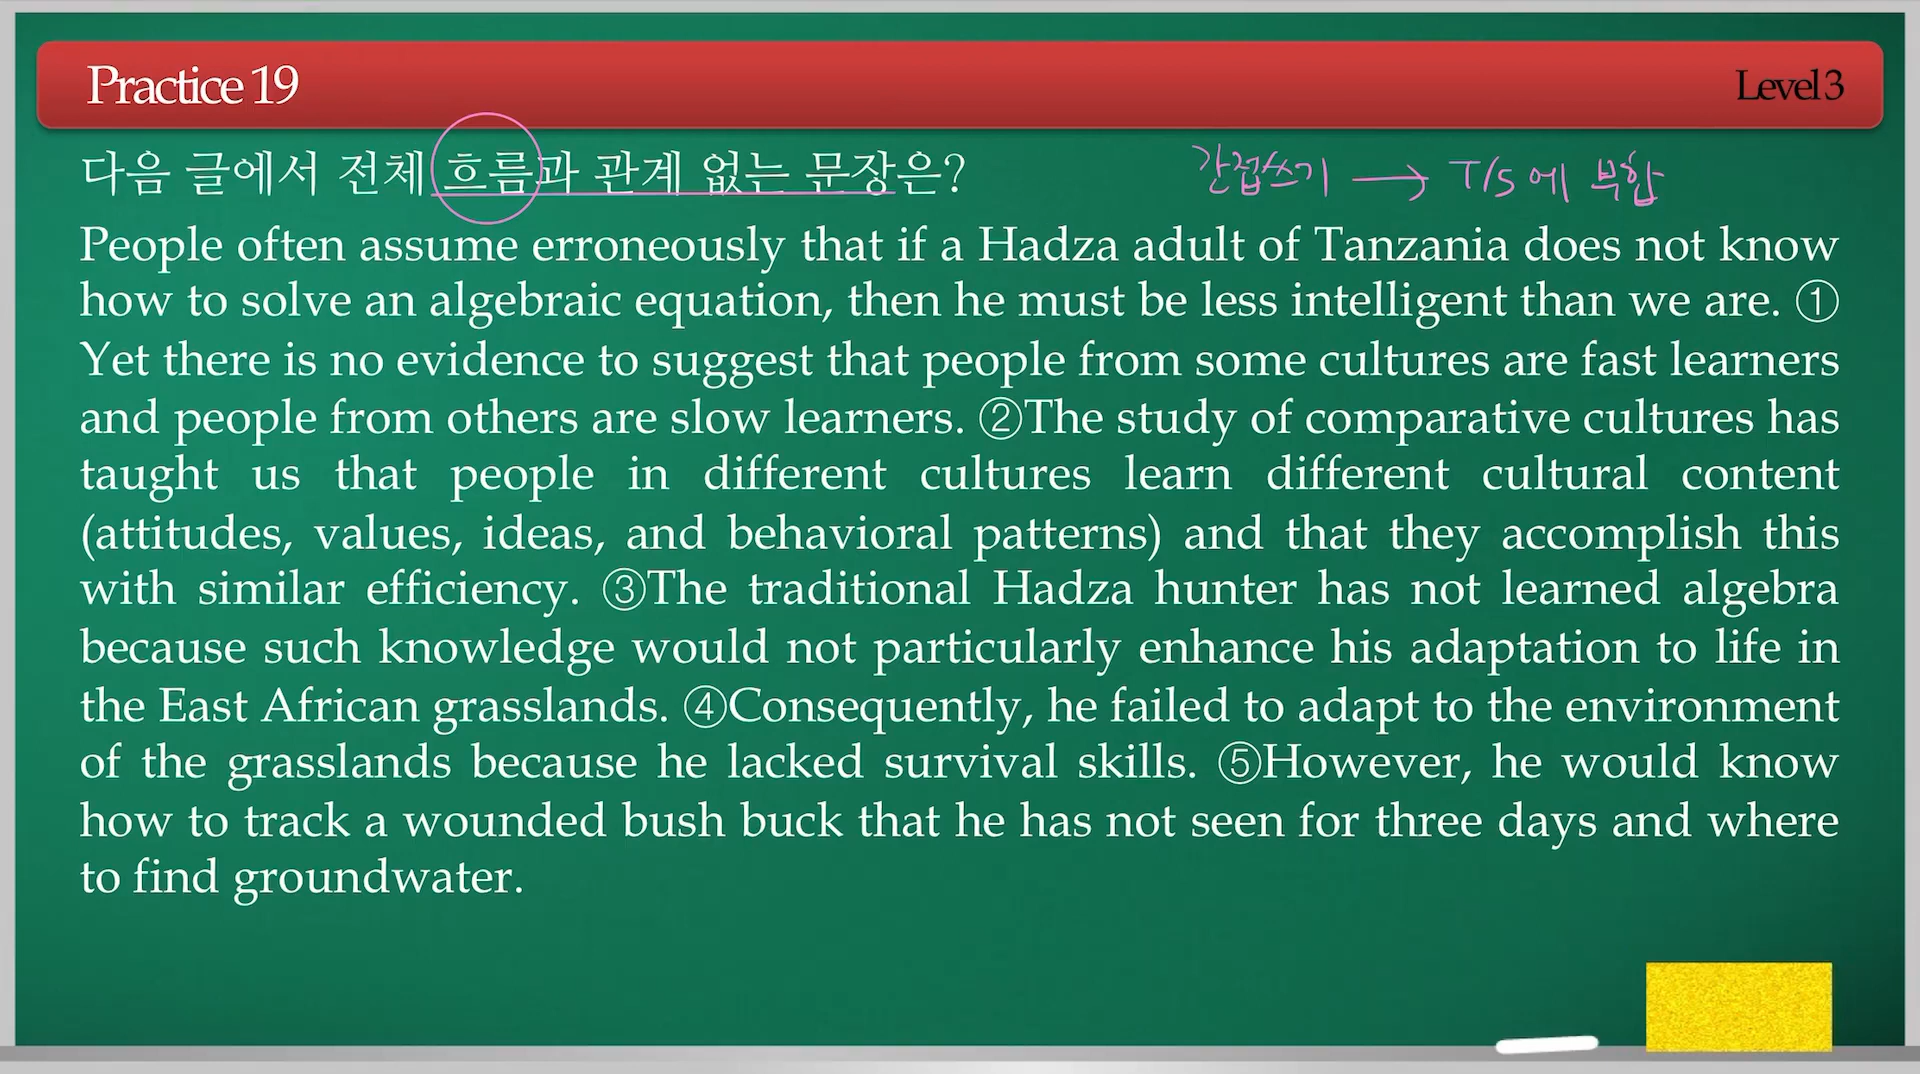 Practice 19
Level 3
다음 글에서 전체 흐름과 관계 없는 문장은?
간접쓰기 → T/S에 부합
People often assume erroneously that if a Hadza adult of Tanzania does not know
how to solve an algebraic equation, then he must be less intelligent than we are. ①
Yet there is no evidence to suggest that people from some cultures are fast learners
and people from others are slow learners. ②The study of comparative cultures has
taught us that people in different cultures learn different cultural content
(attitudes, values, ideas, and behavioral patterns) and that they accomplish this
with similar efficiency. ③The traditional Hadza hunter has not learned algebra
because such knowledge would not particularly enhance his adaptation to life in
the East African grasslands. ④Consequently, he failed to adapt to the environment
of the grasslands because he lacked survival skills. ⑤However, he would know
how to track a wounded bush buck that he has not seen for three days and where
to find groundwater.